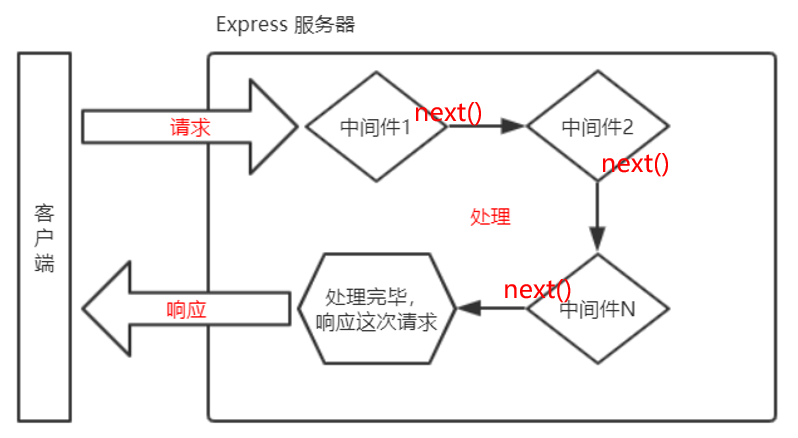 Express 服务器
客户端
请求
中间件1
next()
中间件2
next()
处理
next()
中间件N
处理完毕，
响应这次请求
响应